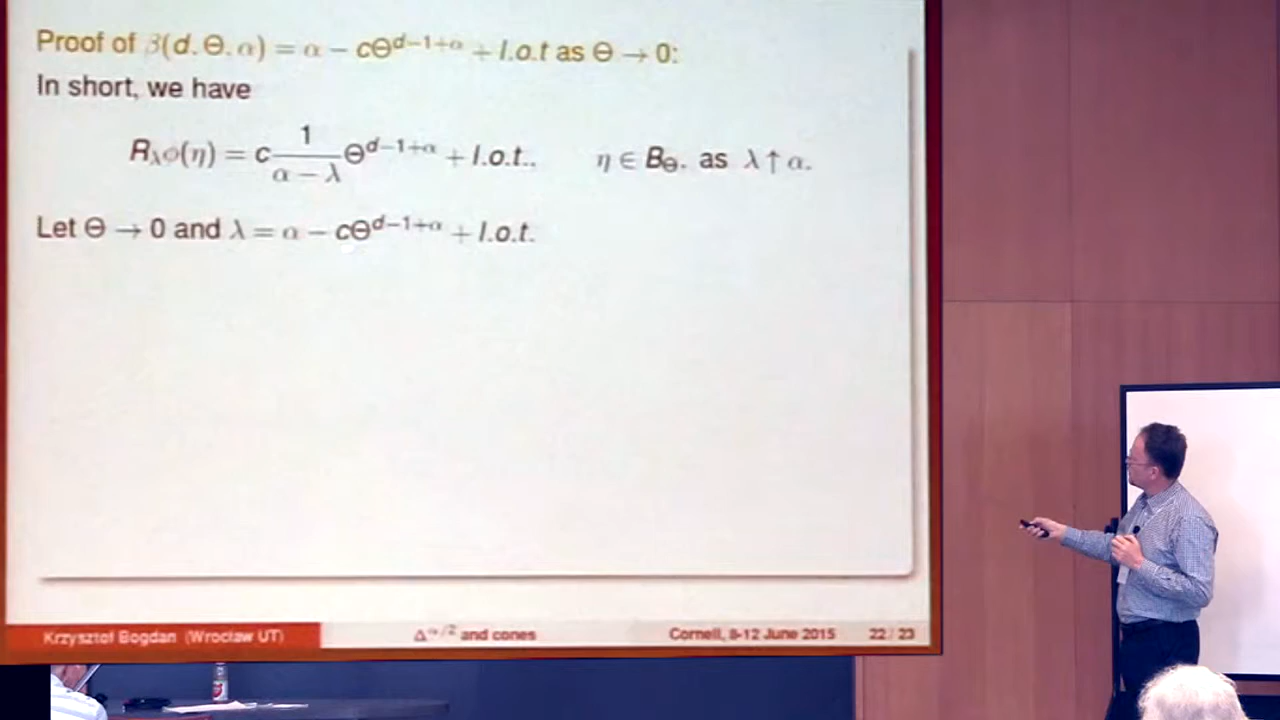 Proof of β(d.Θ.α) = α − cΘ^{d−1+α} + l.o.t as Θ → 0:
In short, we have
R_λϕ(η) = c \frac{1}{α − λ} Θ^{d−1+α} + l.o.t.. η ∈ B_Θ. as λ ↑ α.
Let Θ → 0 and λ = α − cΘ^{d−1+α} + l.o.t.
Krzysztof Bogdan (Wrocław UT) Δ^{α/2} and cones Cornell, 8-12 June 2015 22 / 23